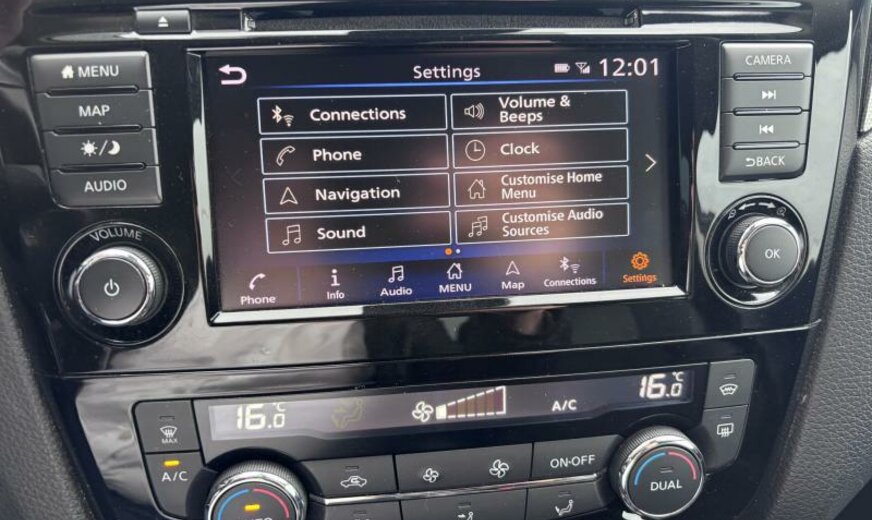 MENU
MAP
AUDIO
VOLUME
Settings
12:01
Connections
Volume &
Beeps
Phone
Clock
Navigation
Customise Home
Menu
Sound
Customise Audio
Sources
Phone
Info
Audio
MENU
Map
Connections
Settings
CAMERA
BACK
OK
16.0°C
A/C
16.0°C
MAX
A/C
ON·OFF
DUAL